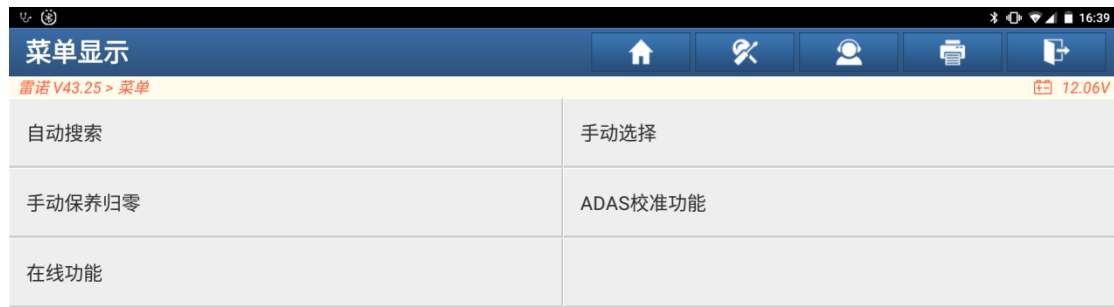 16:39
菜单显示
雷诺 V43.25 > 菜单
12.06V
自动搜索
手动选择
手动保养归零
ADAS校准功能
在线功能